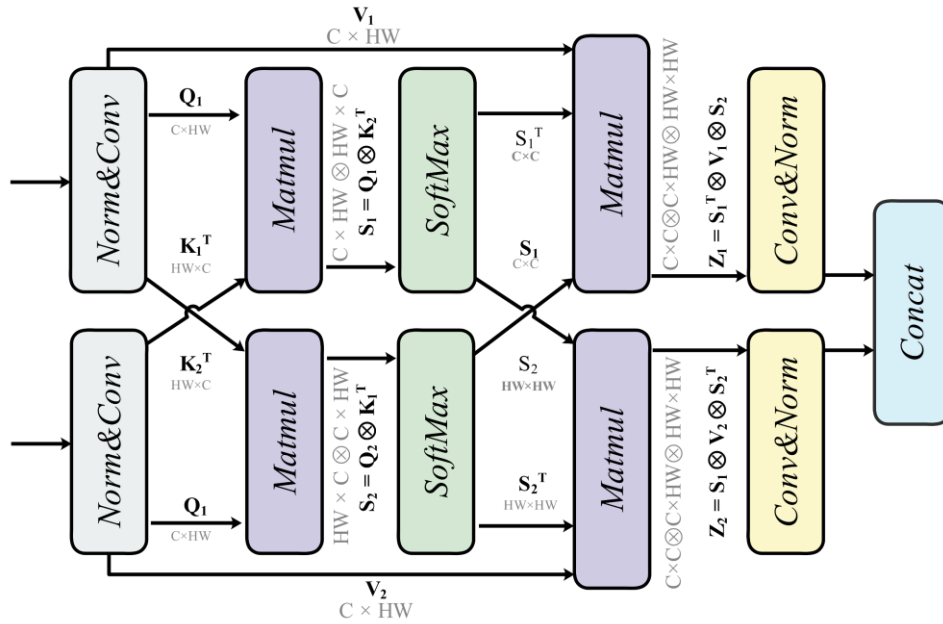 V₁
C × HW
Norm&Conv
Q₁
C×HW
K₁ᵀ
HW×C
Matmul
C × HW ⊗ HW × C
S₁ = Q₁ ⊗ K₂ᵀ
SoftMax
S₁ᵀ
C×C
S₁
C×C
Matmul
C×C⊗C×HW⊗HW×HW
Z₁ = S₁ᵀ ⊗ V₁ ⊗ S₂
Conv&Norm
Concat
Norm&Conv
K₂ᵀ
HW×C
Q₁
C×HW
Matmul
HW × C ⊗ C × HW
S₂ = Q₂ ⊗ K₁ᵀ
SoftMax
S₂
HW×HW
S₂ᵀ
HW×HW
Matmul
C×C⊗C×HW⊗HW×HW
Z₂ = S₁ ⊗ V₂ ⊗ S₂ᵀ
Conv&Norm
V₂
C × HW